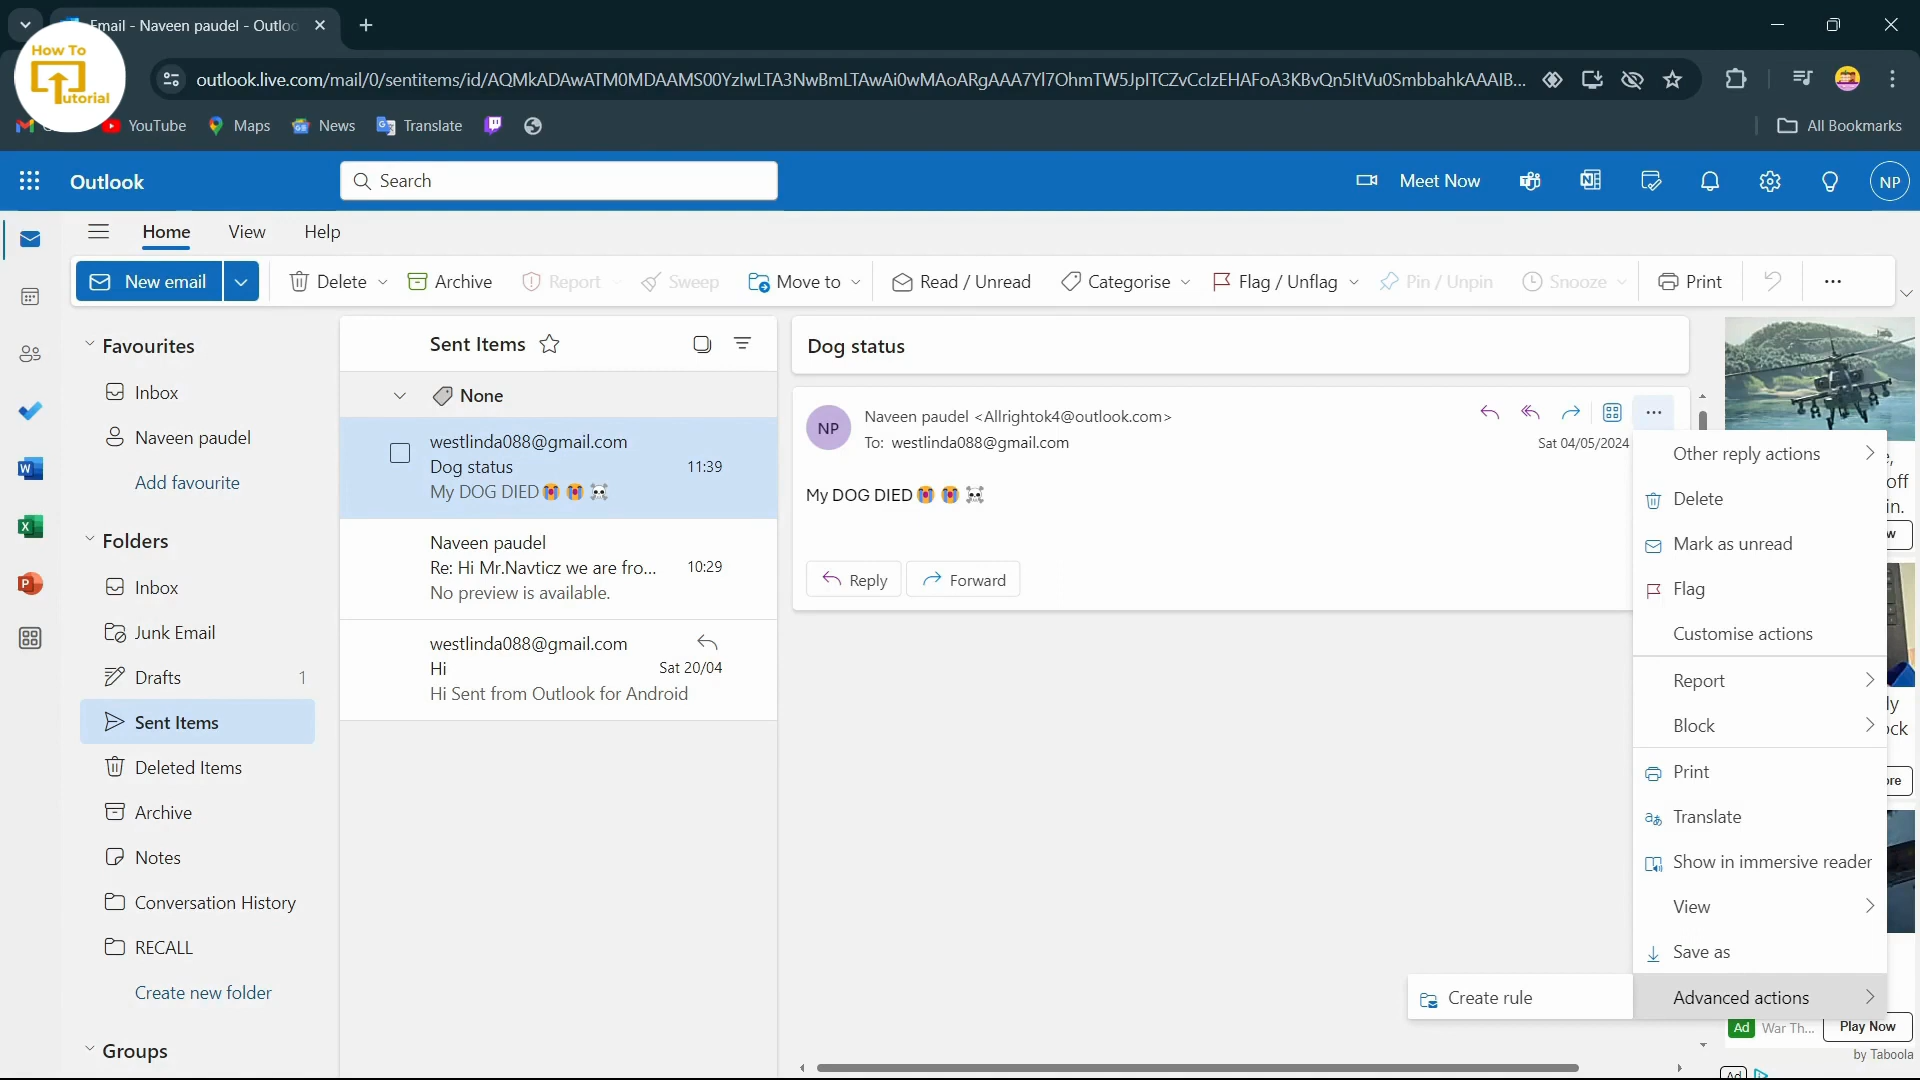 Email - Naveen paudel - Outloo
How To
utorial
outlook.live.com/mail/0/sentitems/id/AQMkADAwATM0MDAAMS00YzIwLTA3NwBmLTAwAi0wMAoARgAAA7Yl7OhmTW5JpITCZvCcIzEHAFoA3KBvQn5ItVu0SmbbahkAAAIB...
YouTube
Maps
News
Translate
All Bookmarks
Outlook
Search
Meet Now
NP
Home
View
Help
New email
Delete
Archive
Report
Sweep
Move to
Read / Unread
Categorise
Flag / Unflag
Pin / Unpin
Snooze
Print
Favourites
Inbox
Naveen paudel
Add favourite
Folders
Inbox
Junk Email
Drafts 1
Sent Items
Deleted Items
Archive
Notes
Conversation History
RECALL
Create new folder
Groups
Sent Items
None
westlinda088@gmail.com
Dog status 11:39
My DOG DIED😭 😭 ☠️
Naveen paudel
Re: Hi Mr.Navticz we are fro... 10:29
No preview is available.
westlinda088@gmail.com
Hi Sat 20/04
Hi Sent from Outlook for Android
Dog status
NP
Naveen paudel <Allrightok4@outlook.com>
To: westlinda088@gmail.com
Sat 04/05/2024
My DOG DIED😭 😭 ☠️
Reply
Forward
Other reply actions
Delete
Mark as unread
Flag
Customise actions
Report
Block
Print
Translate
Show in immersive reader
View
Save as
Advanced actions
Create rule
off
in.
Ad War Th...
Play Now
by Taboola
Ad